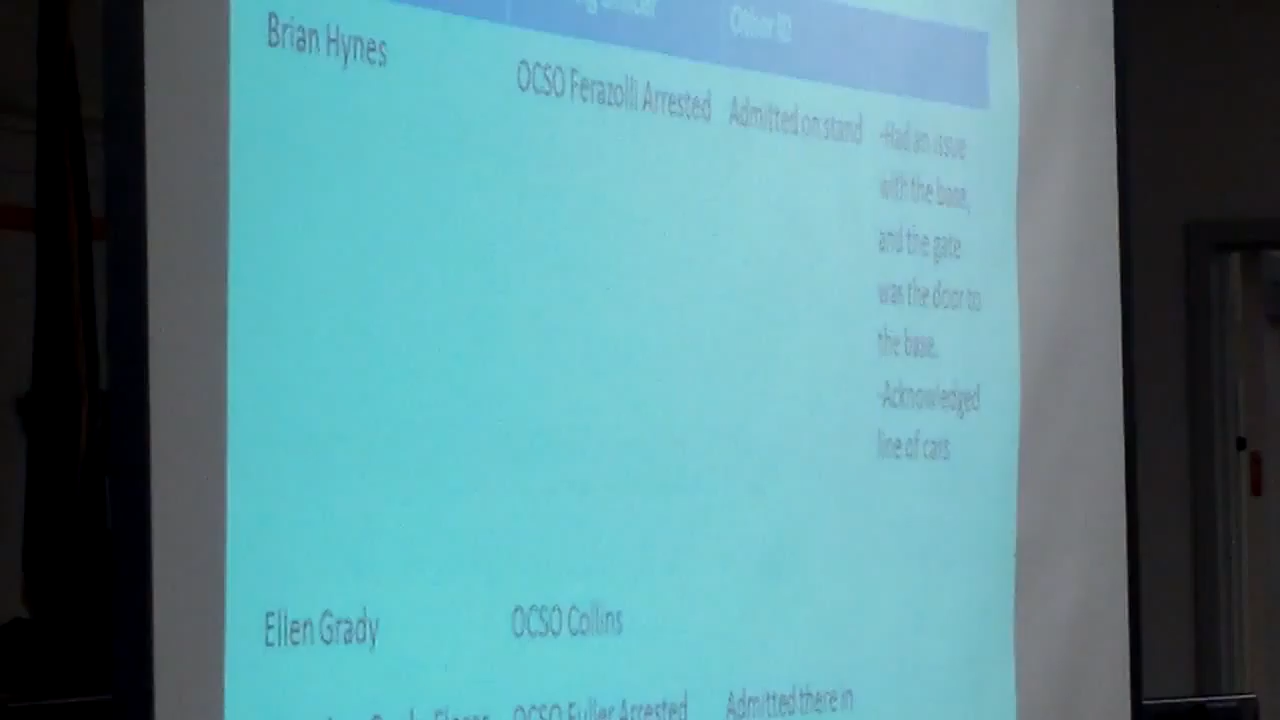 Other ID
Brian Hynes
OCSO Ferazolli Arrested
Admitted on stand
-Had an issue
with the base,
and the gate
was the door to
the base.
-Acknowledged
line of cars
Ellen Grady
OCSO Collins
OCSO Fuller Arrested
Admitted there in